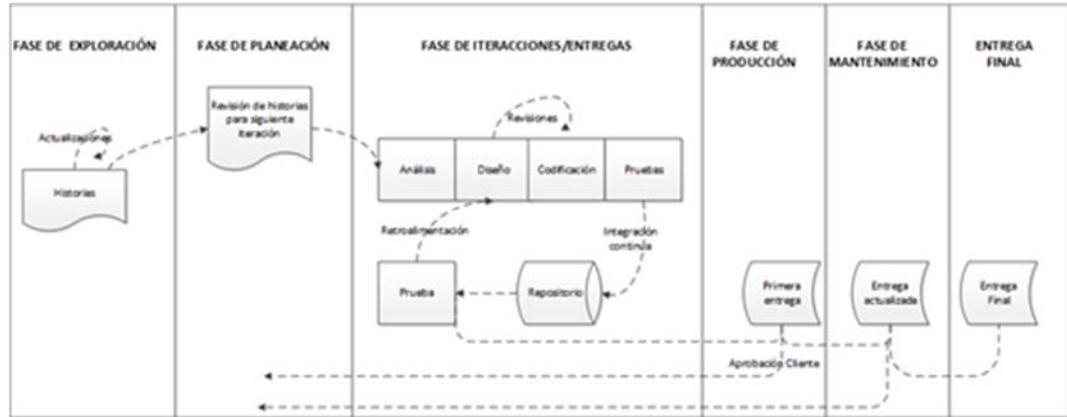 FASE DE EXPLORACIÓN
FASE DE PLANEACIÓN
FASE DE ITERACCIONES/ENTREGAS
FASE DE
PRODUCCIÓN
FASE DE
MANTENIMIENTO
ENTREGA
FINAL
Actualizaciones
Historias
Revisión de historias
para siguiente
iteración
Revisiones
Análisis
Diseño
Codificación
Pruebas
Retroalimentación
Integración
continua
Prueba
Repositorio
Primera
entrega
Entrega
actualizada
Entrega
Final
Aprobación Cliente